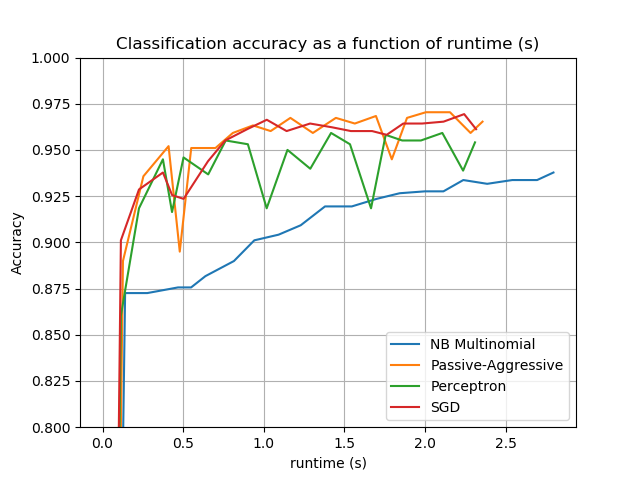 Classification accuracy as a function of runtime (s)
1.000
0.975
0.950
0.925
0.900
0.875
0.850
0.825
0.800
Accuracy
NB Multinomial
Passive-Aggressive
Perceptron
SGD
0.0 0.5 1.0 1.5 2.0 2.5
runtime (s)